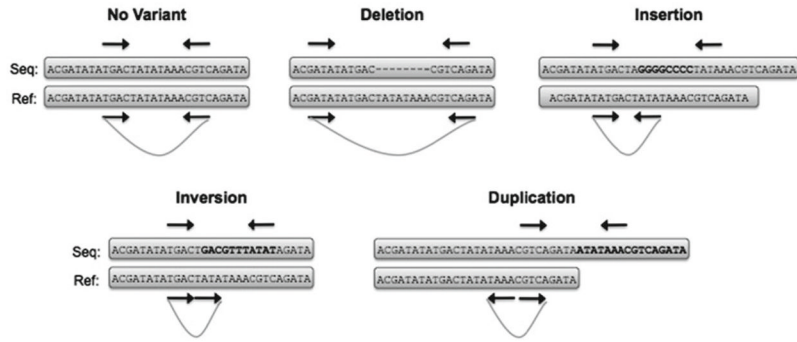 No Variant Deletion Insertion
Seq: ACGATATATGACTATATAAACGTCAGATA ACGATATATGAC--------CGTCAGATA ACGATATATGACTAGGGGCCCCTATAAACGTCAGATA
Ref: ACGATATATGACTATATAAACGTCAGATA ACGATATATGACTATATAAACGTCAGATA ACGATATATGACTATATAAACGTCAGATA
Inversion Duplication
Seq: ACGATATATGACTGACGTTTATATAGATA ACGATATATGACTATATAAACGTCAGATAATATAAACGTCAGATA
Ref: ACGATATATGACTATATAAACGTCAGATA ACGATATATGACTATATAAACGTCAGATA